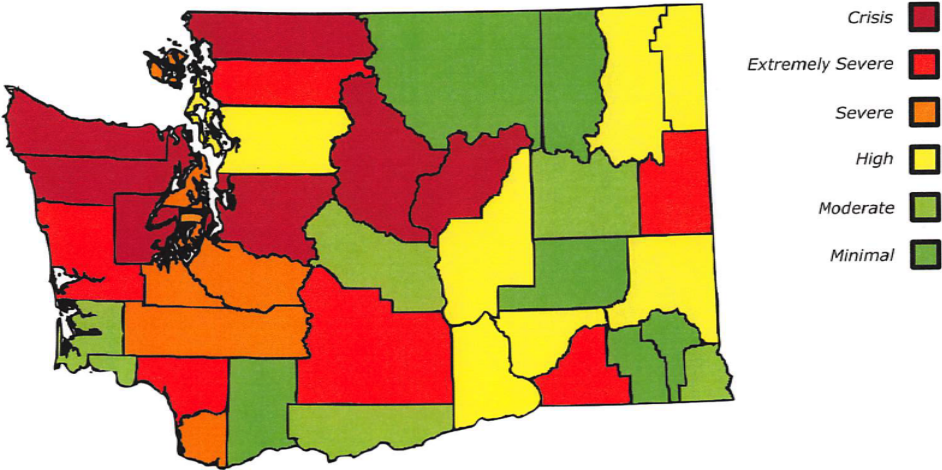 Crisis
Extremely Severe
Severe
High
Moderate
Minimal